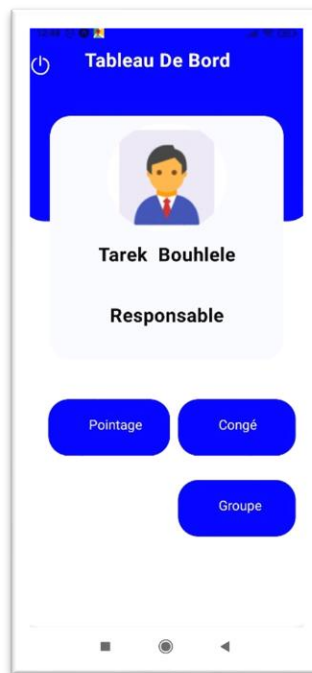 Tableau De Bord
Tarek Bouhlele
Responsable
Pointage Congé
Groupe